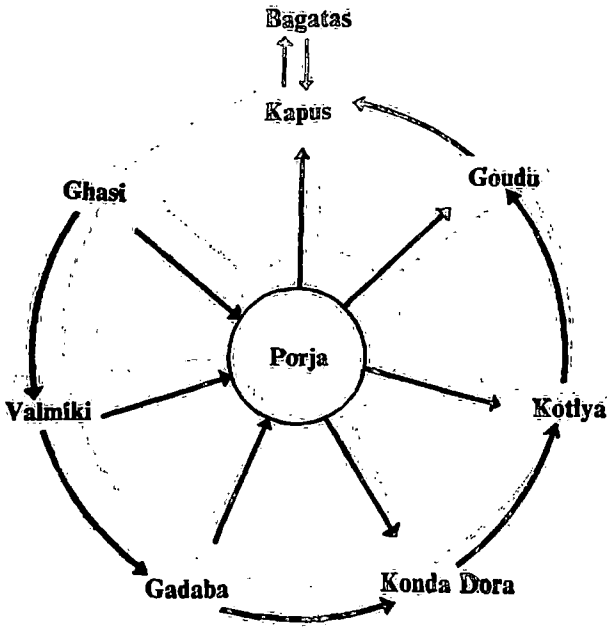 Bagatas
Kapus
Ghasi
Goudu
Porja
Valmiki
Kotiya
Gadaba
Konda Dora